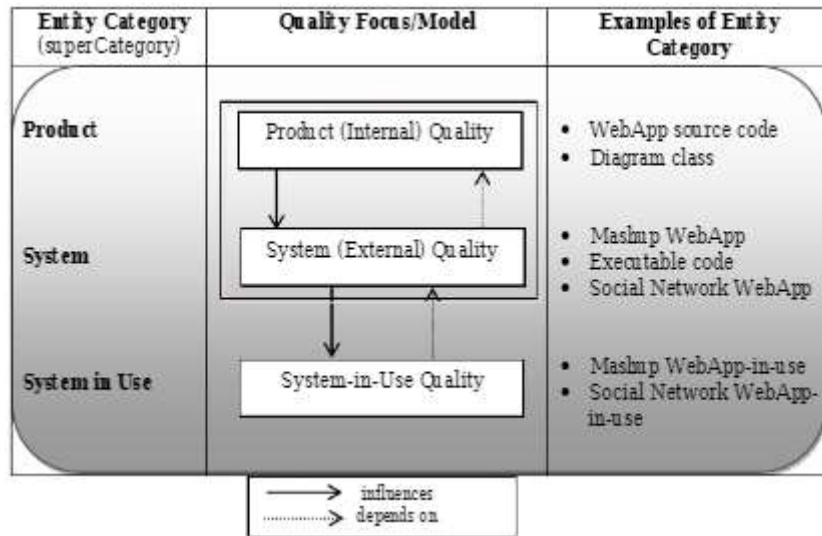 Entity Category
(superCategory)
Quality Focus/Model
Examples of Entity
Category
Product
Product (Internal) Quality
• WebApp source code
• Diagram class
System
System (External) Quality
• Mashup WebApp
• Executable code
• Social Network WebApp
System in Use
System-in-Use Quality
• Mashup WebApp-in-use
• Social Network WebApp-
in-use
influences
depends on